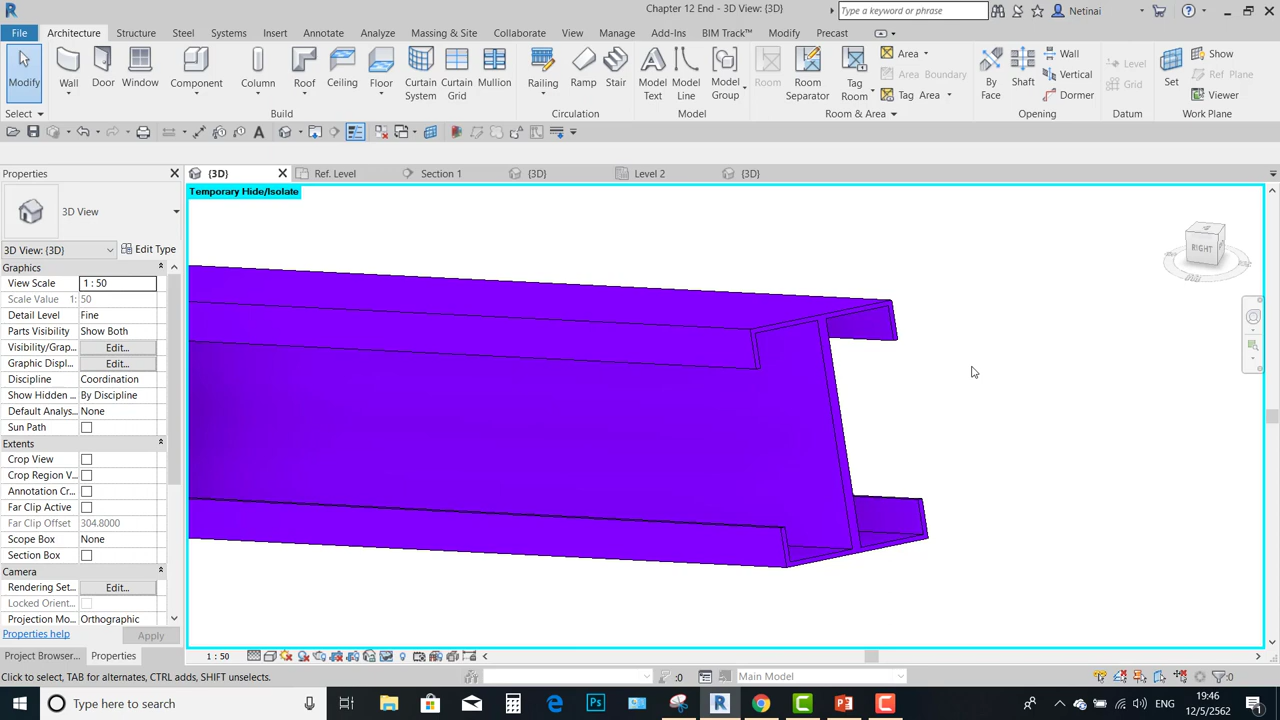 Chapter 12 End - 3D View: {3D}
Type a keyword or phrase
Netinai
File Architecture Structure Steel Systems Insert Annotate Analyze Massing & Site Collaborate View Manage Add-Ins BIM Track™ Modify Precast
Modify Wall Door Window Component Column Roof Ceiling Curtain System Curtain Grid Floor Mullion Railing Ramp Stair Model Text Model Line Model Group Room Room Separator Tag Room
Area
Area Boundary
Tag Area
By Face Shaft
Wall
Vertical
Dormer
Level
Grid
Set
Show
Ref Plane
Viewer
Select Build Circulation Model Room & Area Opening Datum Work Plane
Properties
{3D} Ref. Level Section 1 {3D} Level 2 {3D}
Temporary Hide/Isolate
3D View
3D View: {3D} Edit Type
Graphics
View Scale 1 : 50
Scale Value 1: 50
Detail Level Fine
Parts Visibility Show Both
Visibility/Grap... Edit...
Graphic Displ... Edit...
Discipline Coordination
Show Hidden ... By Discipline
Default Analys... None
Sun Path
Extents
Crop View
Crop Region V...
Annotation Cr...
Far Clip Active
Far Clip Offset 304.8000
Scope Box None
Section Box
Camera
Rendering Set... Edit...
Locked Orient...
Projection Mo... Orthographic
Properties help Apply
Project Browser... Properties
RIGHT
1 : 50
Click to select, TAB for alternates, CTRL adds, SHIFT unselects.
:0 Main Model :0
Type here to search
ENG
19:46
12/5/2562